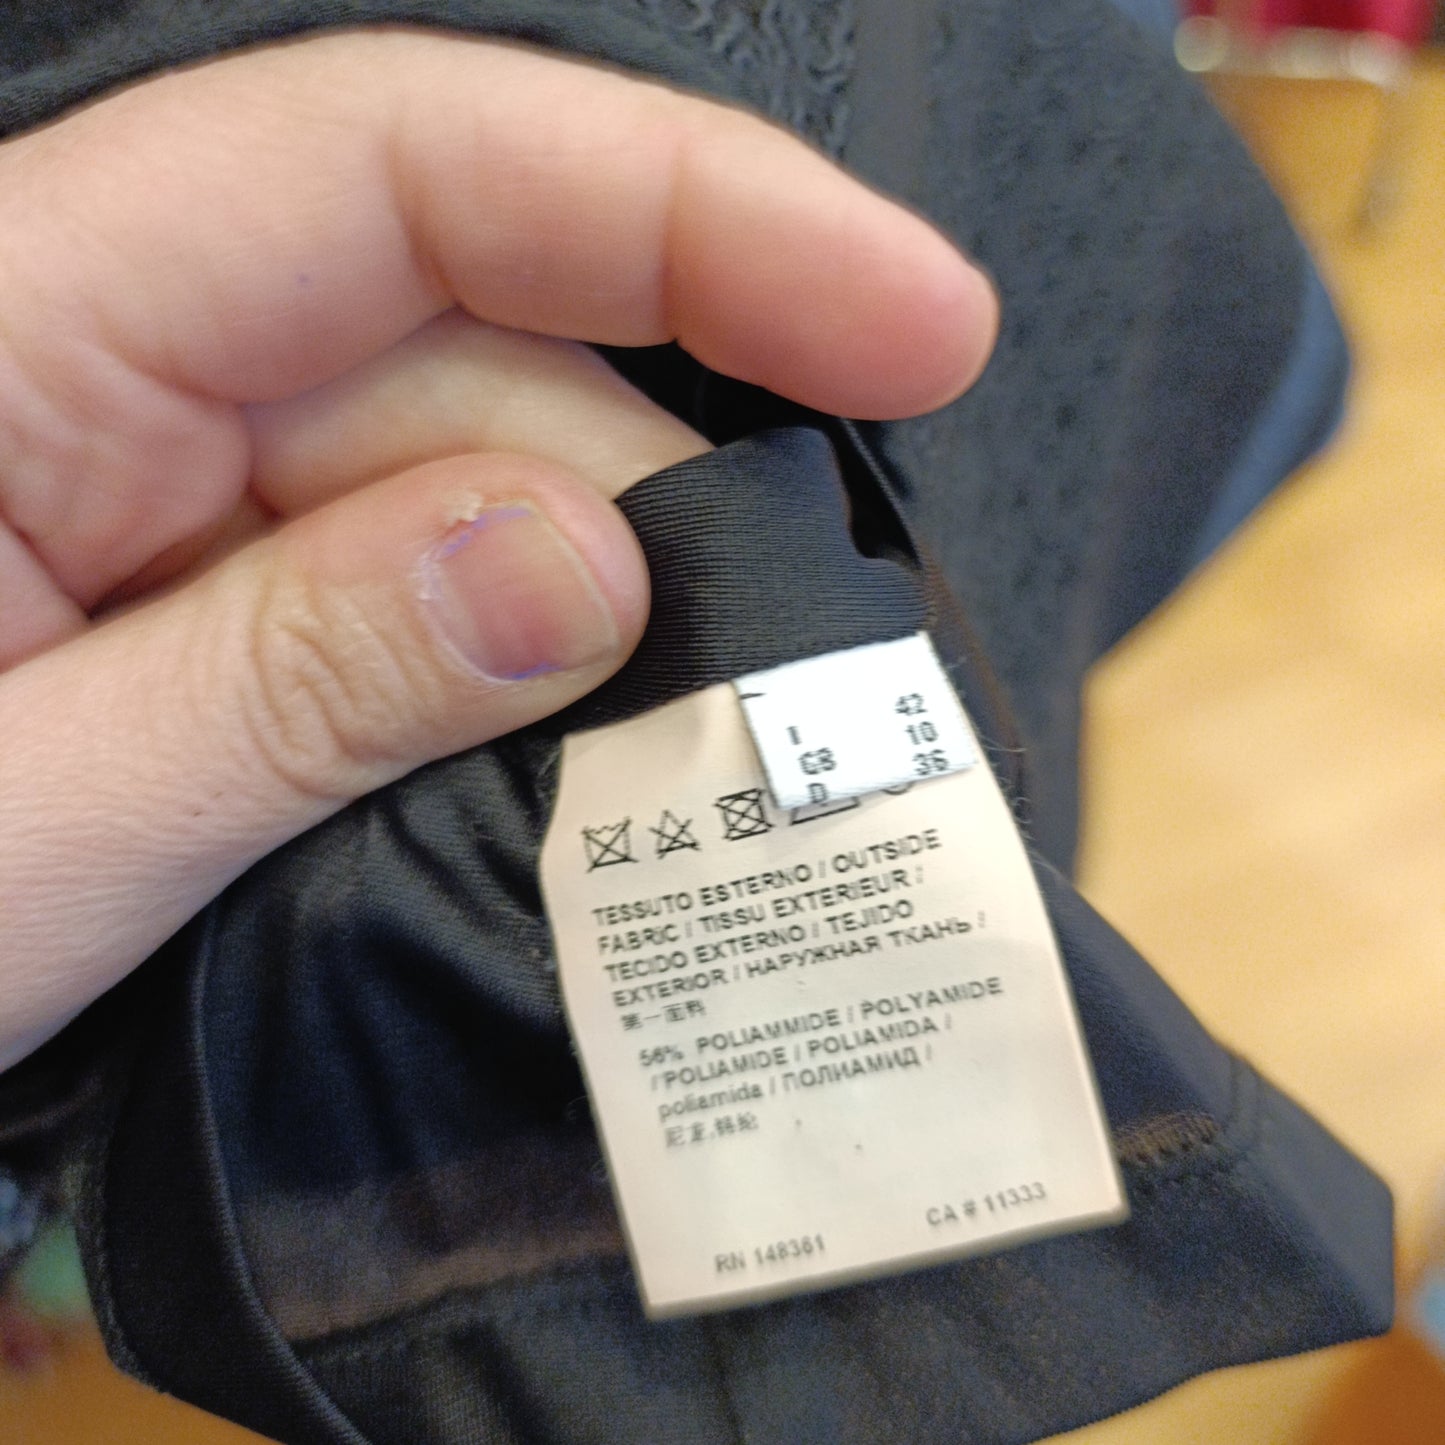 I 42
GB 10
D 36
TESSUTO ESTERNO / OUTSIDE
FABRIC / TISSU EXTERIEUR /
TECIDO EXTERNO / TEJIDO
EXTERIOR / НАРУЖНАЯ ТКАНЬ /
第一面料
56% POLIAMMIDE / POLYAMIDE
/ POLIAMIDE / POLIAMIDA /
poliamida / ПОЛИАМИД /
尼龙,锦纶
RN 148361 CA # 11333